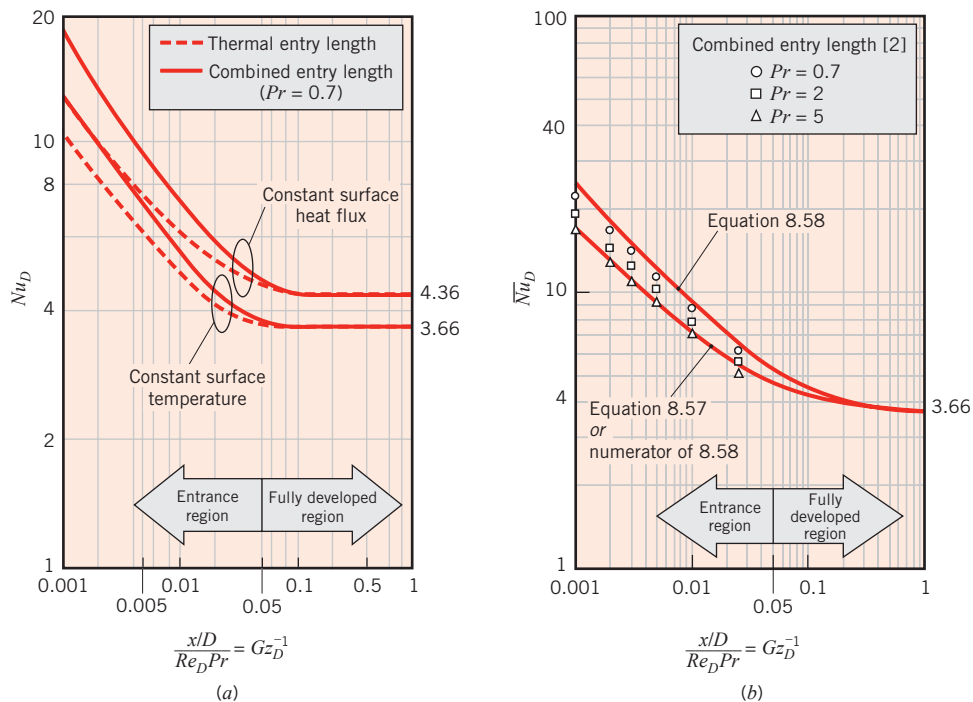 20
10
8
4
2
1
Nu_D
Thermal entry length
Combined entry length
(Pr = 0.7)
Constant surface
heat flux
Constant surface
temperature
4.36
3.66
Entrance
region
Fully developed
region
0.001
0.005
0.01
0.05
0.1
0.5
1
x/D
Re_D Pr
= Gz_D^-1
(a)
100
40
10
4
1
N̅u̅_D
Combined entry length [2]
Pr = 0.7
Pr = 2
Pr = 5
Equation 8.58
Equation 8.57
or
numerator of 8.58
3.66
Entrance
region
Fully
developed
region
0.001
0.01
0.05
0.1
1
x/D
Re_D Pr
= Gz_D^-1
(b)